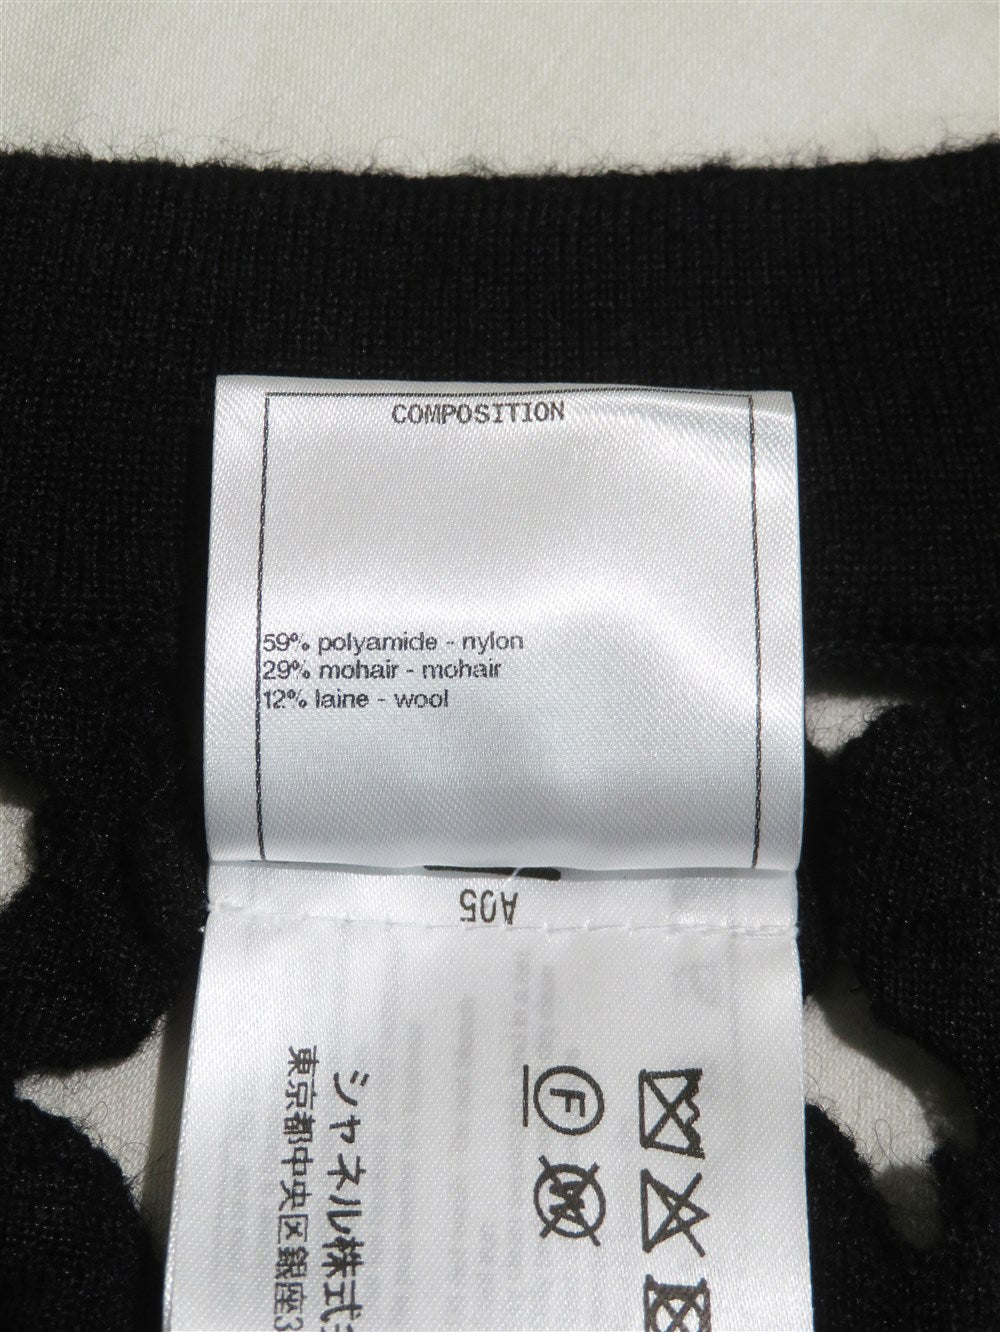 COMPOSITION
59% polyamide - nylon
29% mohair - mohair
12% laine - wool
A05
シャネル株式
東京都中央区銀座3
F
W